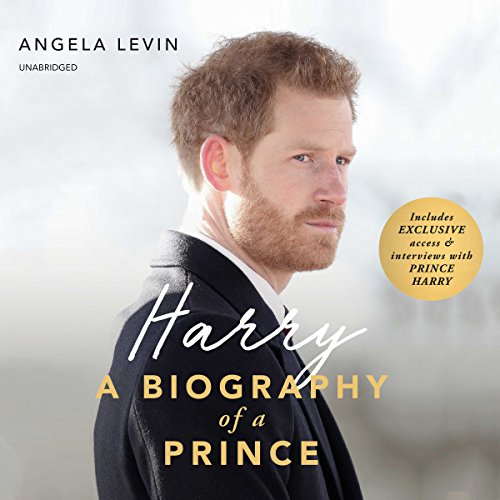 ANGELA LEVIN
UNABRIDGED
Includes
EXCLUSIVE
access &
interviews with
PRINCE
HARRY
Harry
A BIOGRAPHY
of a
PRINCE